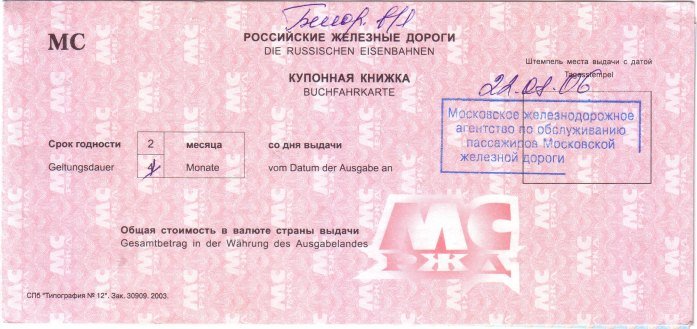 МС
РОССИЙСКИЕ ЖЕЛЕЗНЫЕ ДОРОГИ
DIE RUSSISCHEN EISENBAHNEN
КУПОННАЯ КНИЖКА
BUCHFAHRKARTE
Штемпель места выдачи с датой
Tagesstempel
22.08.06
Московское железнодорожное
агентство по обслуживанию
пассажиров Московской
железной дороги
Срок годности 2 месяца со дня выдачи
Geltungsdauer Monate vom Datum der Ausgabe an
Общая стоимость в валюте страны выдачи
Gesamtbetrag in der Währung des Ausgabelandes
МС
РЖД
СПб "Типография № 12". Зак. 30909. 2003.